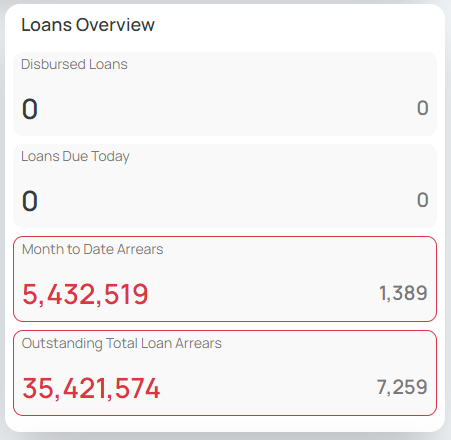 Loans Overview
Disbursed Loans
0 0
Loans Due Today
0 0
Month to Date Arrears
5,432,519 1,389
Outstanding Total Loan Arrears
35,421,574 7,259